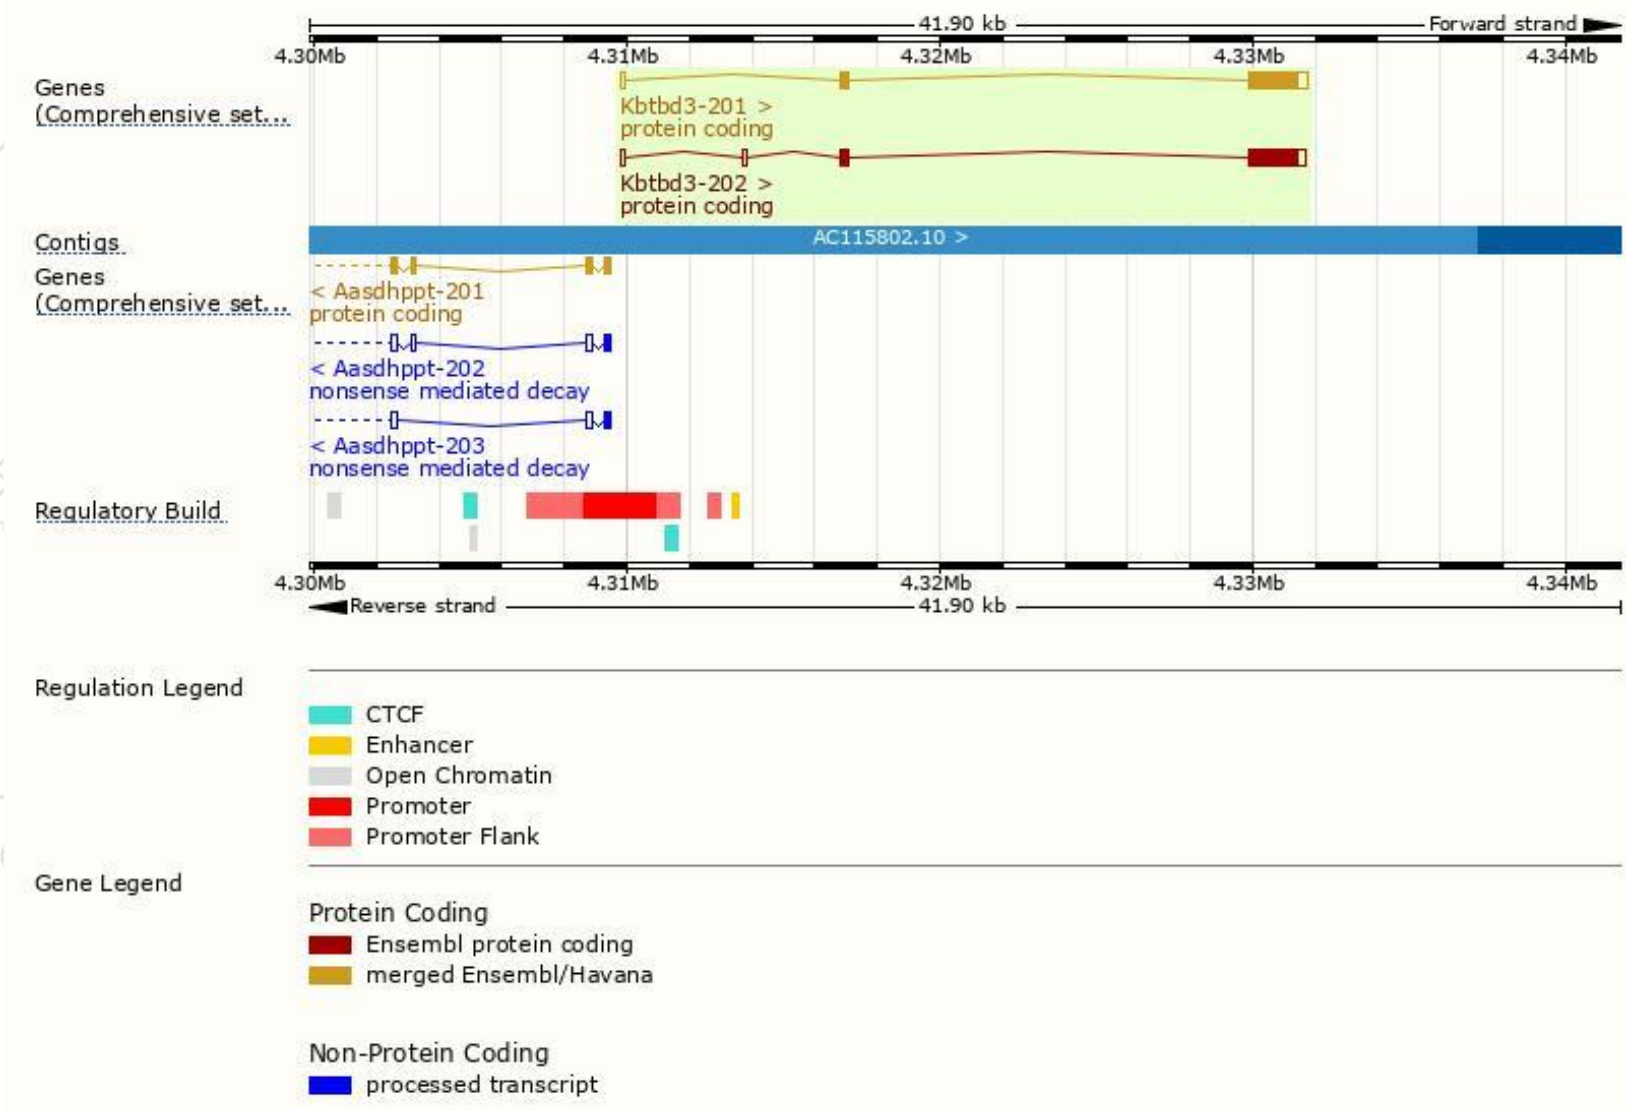 41.90 kb Forward strand
4.30Mb 4.31Mb 4.32Mb 4.33Mb 4.34Mb
Genes
(Comprehensive set...
Kbtbd3-201 >
protein coding
Kbtbd3-202 >
protein coding
Contigs AC115802.10 >
Genes
(Comprehensive set...
< Aasdhppt-201
protein coding
< Aasdhppt-202
nonsense mediated decay
< Aasdhppt-203
nonsense mediated decay
Regulatory Build
4.30Mb 4.31Mb 4.32Mb 4.33Mb 4.34Mb
Reverse strand 41.90 kb
Regulation Legend
CTCF
Enhancer
Open Chromatin
Promoter
Promoter Flank
Gene Legend
Protein Coding
Ensembl protein coding
merged Ensembl/Havana
Non-Protein Coding
processed transcript